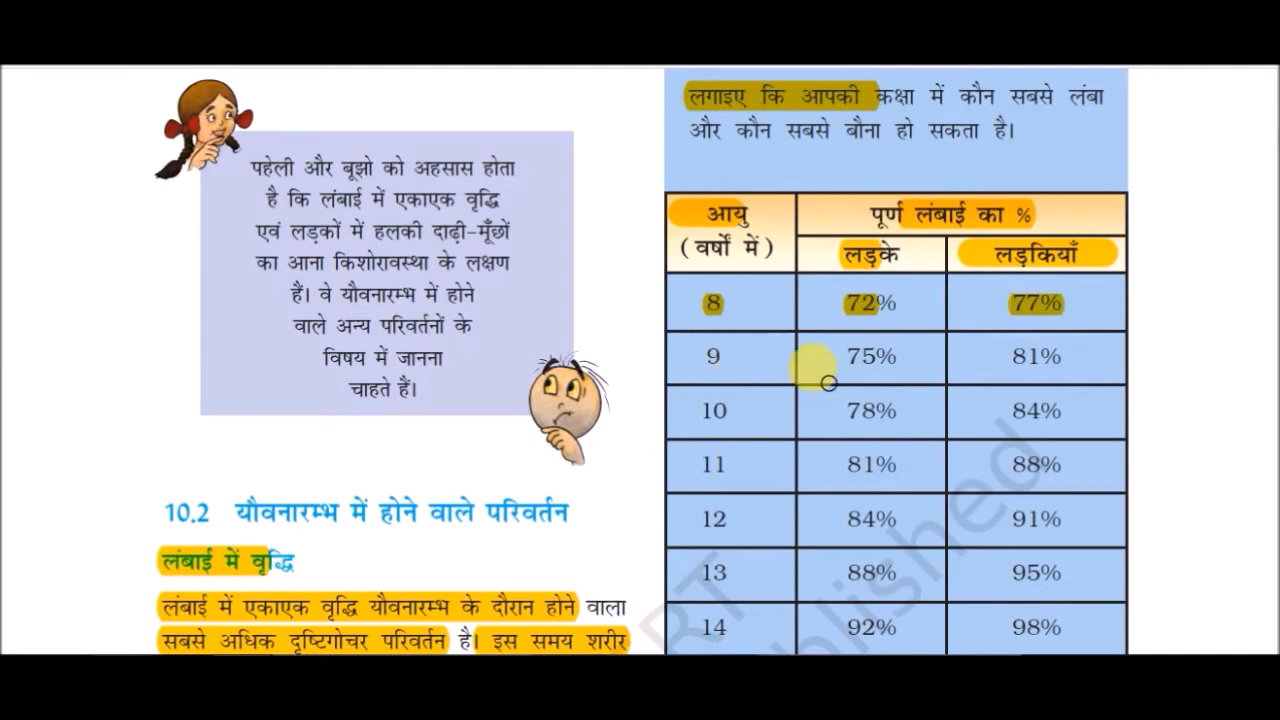 पहेली और बूझो को अहसास होता
है कि लंबाई में एकाएक वृद्धि
एवं लड़कों में हलकी दाढ़ी-मूँछों
का आना किशोरावस्था के लक्षण
हैं। वे यौवनारम्भ में होने
वाले अन्य परिवर्तनों के
विषय में जानना
चाहते हैं।
10.2 यौवनारम्भ में होने वाले परिवर्तन
लंबाई में वृद्धि
लंबाई में एकाएक वृद्धि यौवनारम्भ के दौरान होने वाला
सबसे अधिक दृष्टिगोचर परिवर्तन है। इस समय शरीर
लगाइए कि आपकी कक्षा में कौन सबसे लंबा
और कौन सबसे बौना हो सकता है।
आयु पूर्ण लंबाई का %
(वर्षों में) लड़के लड़कियाँ
8 72% 77%
9 75% 81%
10 78% 84%
11 81% 88%
12 84% 91%
13 88% 95%
14 92% 98%